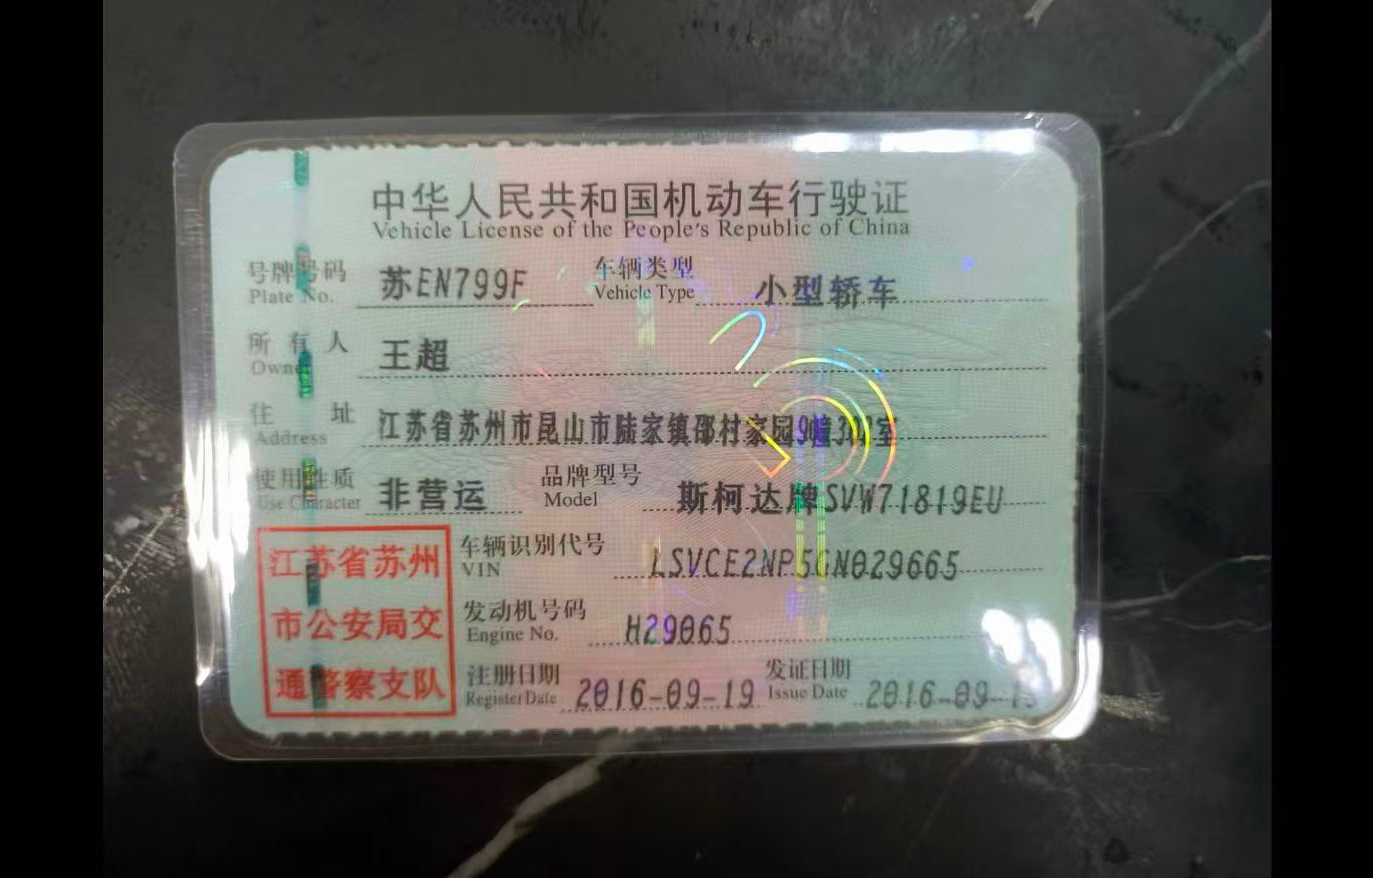 中华人民共和国机动车行驶证
Vehicle License of the People's Republic of China
号牌号码 苏EN799F 车辆类型 小型轿车
Plate No. Vehicle Type
所有人 王超
Owner
住址 江苏省苏州市昆山市陆家镇邵村家园
Address
使用性质 非营运 品牌型号 斯柯达牌SVW71819EU
Use Character Model
江苏省苏州
市公安局交
通警察支队
车辆识别代号 LSVCE2NP5GN029665
VIN
发动机号码 H29065
Engine No.
注册日期 2016-09-19 发证日期
Register Date Issue Date